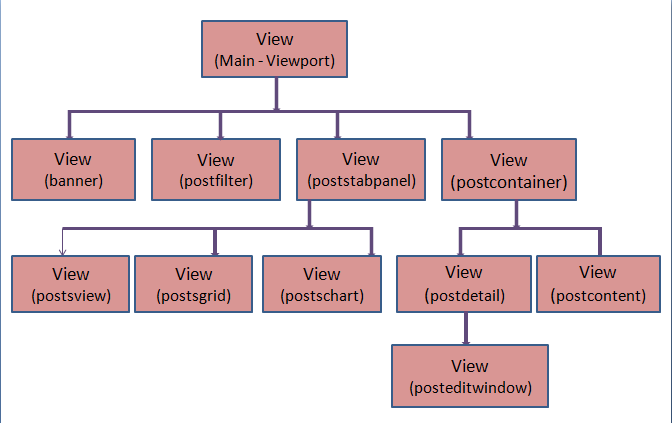 View
(Main - Viewport)
View
(banner)
View
(postfilter)
View
(poststabpanel)
View
(postcontainer)
View
(postsview)
View
(postsgrid)
View
(postschart)
View
(postdetail)
View
(postcontent)
View
(posteditwindow)